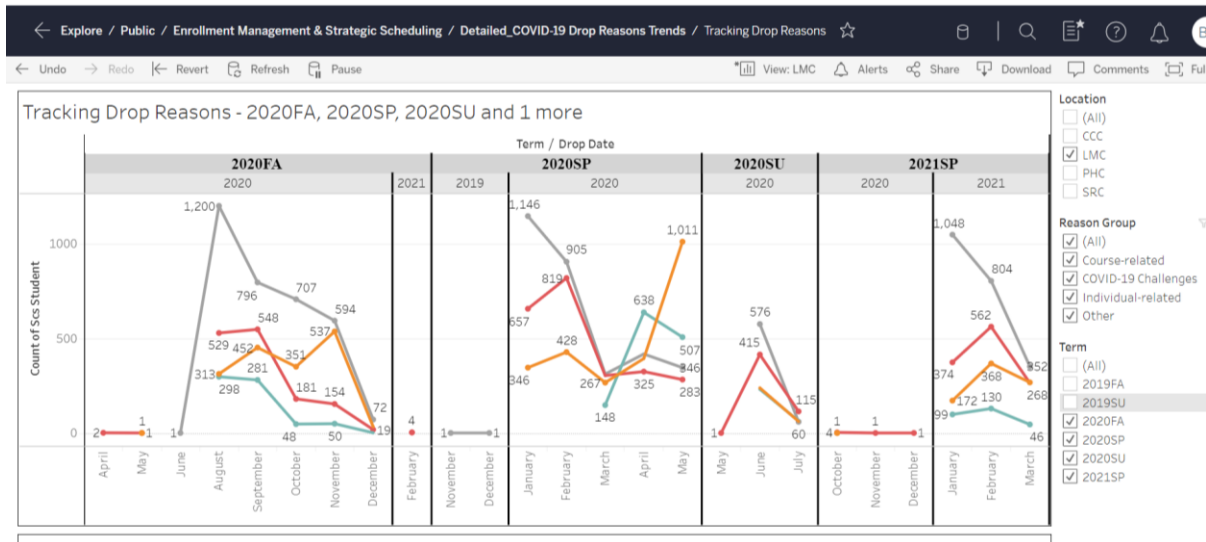 Explore / Public / Enrollment Management & Strategic Scheduling / Detailed_COVID-19 Drop Reasons Trends / Tracking Drop Reasons
Undo Redo Revert Refresh Pause View: LMC Alerts Share Download Comments Ful
Tracking Drop Reasons - 2020FA, 2020SP, 2020SU and 1 more
Term / Drop Date
2020FA 2020SP 2020SU 2021SP
2020 2021 2019 2020 2020 2020 2021
Count of Scs Student
1000
500
0
2 1 1 1
1,200 796 707 594 72
529 548 181 154 19
313 452 351 537
298 281 48 50
4
1 1
1,146 905 346
657 819 325 283
346 428 267 1,011
148 638 507
1 415 115
576 60
1 4 1 1
1,048 804 352
374 562 268
172 368
99 130 46
April May June August September October November December February November December January February March April May May June July October November December January February March
Location
(All)
CCC
LMC
PHC
SRC
Reason Group
(All)
Course-related
COVID-19 Challenges
Individual-related
Other
Term
(All)
2019FA
2019SU
2020FA
2020SP
2020SU
2021SP